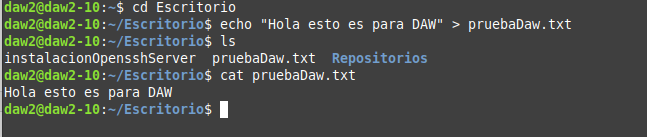 daw2@daw2-10:~$ cd Escritorio
daw2@daw2-10:~/Escritorio$ echo "Hola esto es para DAW" > pruebaDaw.txt
daw2@daw2-10:~/Escritorio$ ls
instalacionOpensshServer  pruebaDaw.txt  Repositorios
daw2@daw2-10:~/Escritorio$ cat pruebaDaw.txt
Hola esto es para DAW
daw2@daw2-10:~/Escritorio$